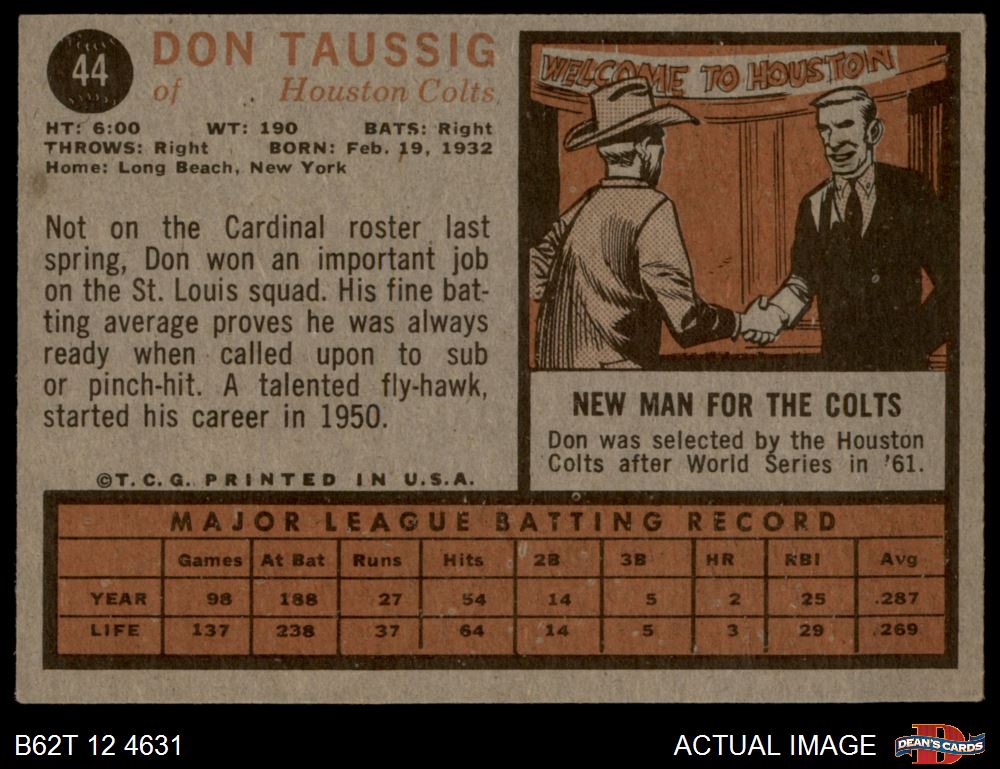 44
DON TAUSSIG
of Houston Colts
HT: 6:00 WT: 190 BATS: Right
THROWS: Right BORN: Feb. 19, 1932
Home: Long Beach, New York
Not on the Cardinal roster last
spring, Don won an important job
on the St. Louis squad. His fine bat-
ting average proves he was always
ready when called upon to sub
or pinch-hit. A talented fly-hawk,
started his career in 1950.
©T.C.G. PRINTED IN U.S.A.
WELCOME TO HOUSTON
NEW MAN FOR THE COLTS
Don was selected by the Houston
Colts after World Series in '61.
MAJOR LEAGUE BATTING RECORD
Games At Bat Runs Hits 2B 3B HR RBI Avg
YEAR 98 188 27 54 14 5 2 25 .287
LIFE 137 238 37 64 14 5 3 29 .269
B62T 12 4631
ACTUAL IMAGE
D
DEAN'S CARDS